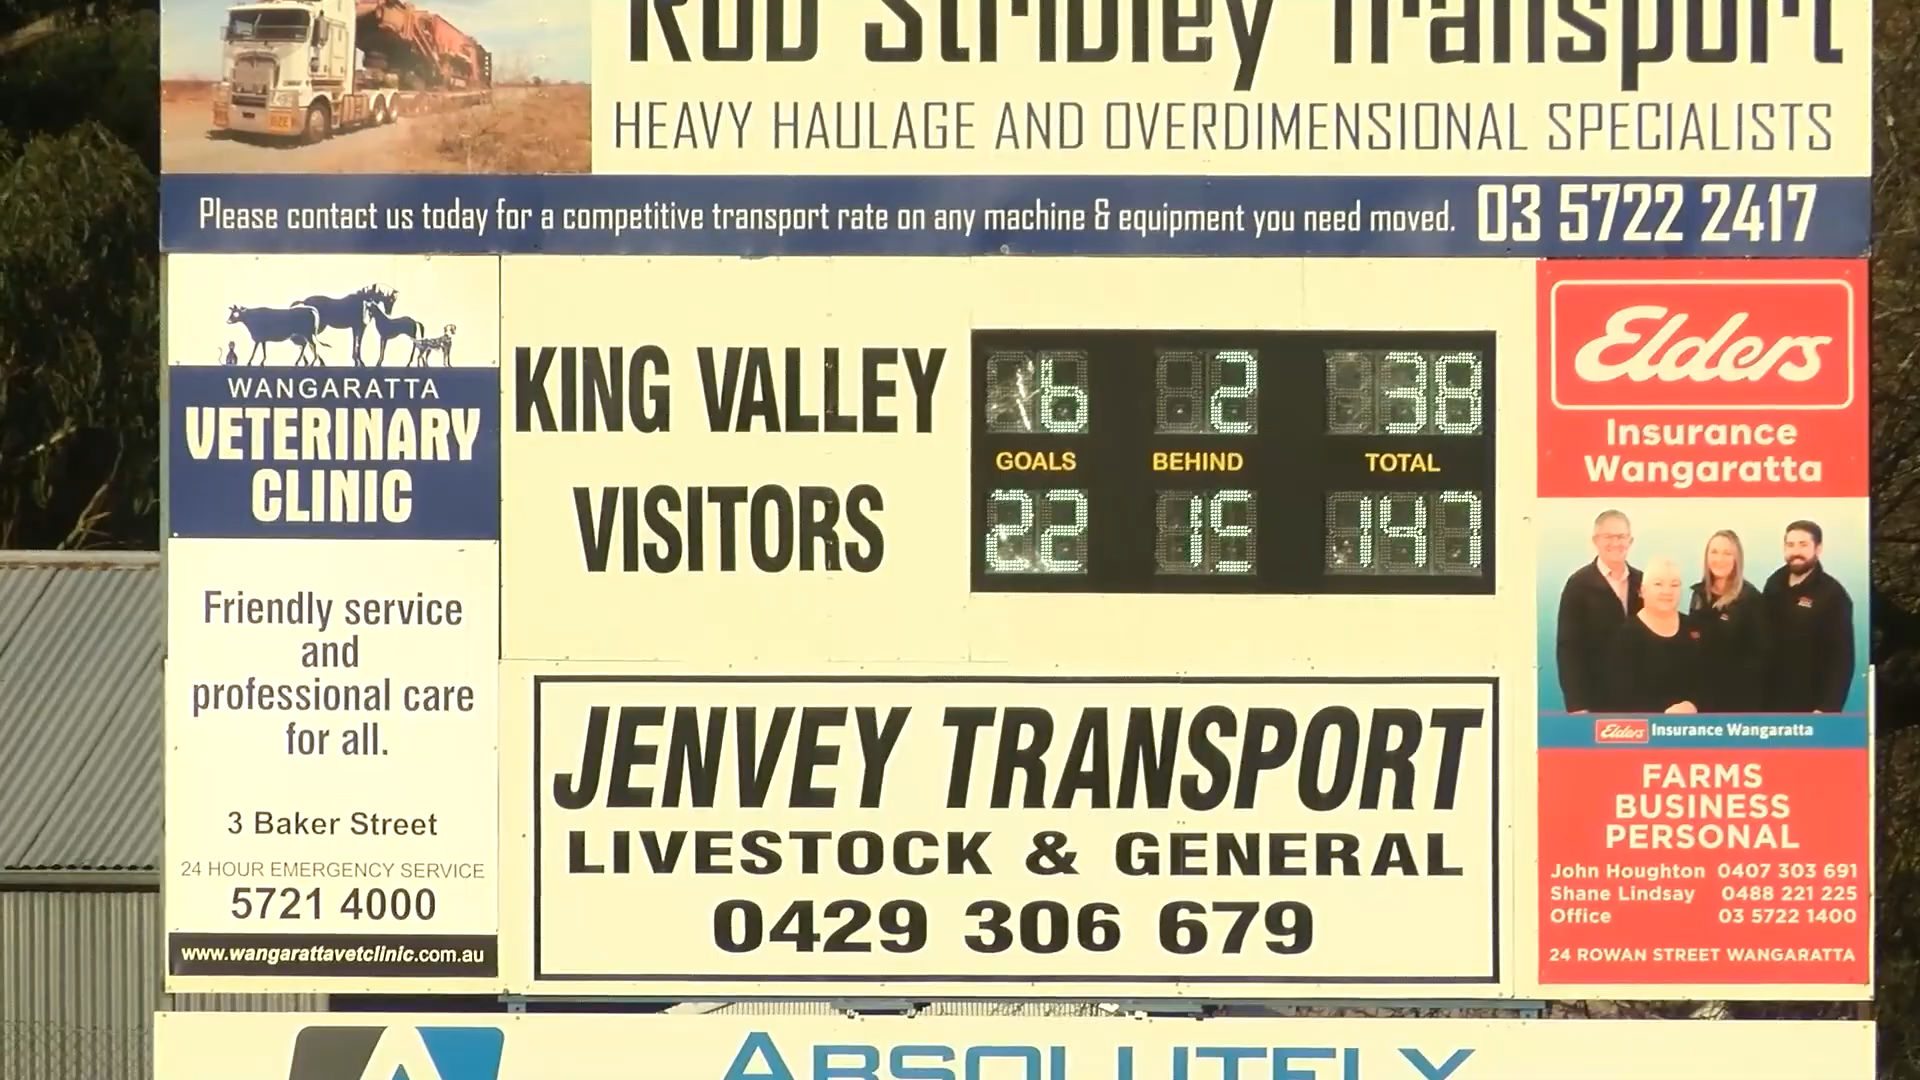 Rob Stribley Transport
HEAVY HAULAGE AND OVERDIMENSIONAL SPECIALISTS
Please contact us today for a competitive transport rate on any machine & equipment you need moved. 03 5722 2417
WANGARATTA
VETERINARY
CLINIC
Friendly service
and
professional care
for all.
3 Baker Street
24 HOUR EMERGENCY SERVICE
5721 4000
www.wangarattavetclinic.com.au
KING VALLEY 6 2 38
GOALS BEHIND TOTAL
VISITORS 22 15 147
JENVEY TRANSPORT
LIVESTOCK & GENERAL
0429 306 679
Elders
Insurance
Wangaratta
Elders Insurance Wangaratta
FARMS
BUSINESS
PERSONAL
John Houghton 0407 303 691
Shane Lindsay 0488 221 225
Office 03 5722 1400
24 ROWAN STREET WANGARATTA
ABSOLUTELY